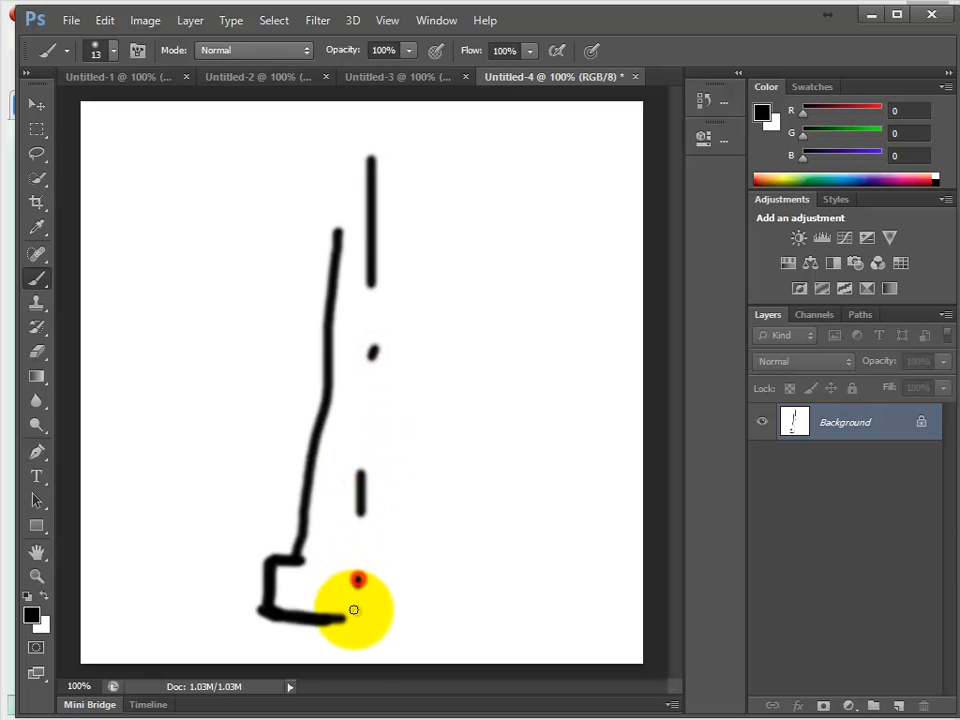 Ps File Edit Image Layer Type Select Filter 3D View Window Help
13 Mode: Normal Opacity: 100% Flow: 100%
Untitled-1 @ 100% (... × Untitled-2 @ 100% (... × Untitled-3 @ 100% (... × Untitled-4 @ 100% (RGB/8) * ×
Color Swatches
R 0
G 0
B 0
Adjustments Styles
Add an adjustment
Layers Channels Paths
Kind
Normal Opacity: 100%
Lock: Fill: 100%
Background
100% Doc: 1.03M/1.03M
Mini Bridge Timeline